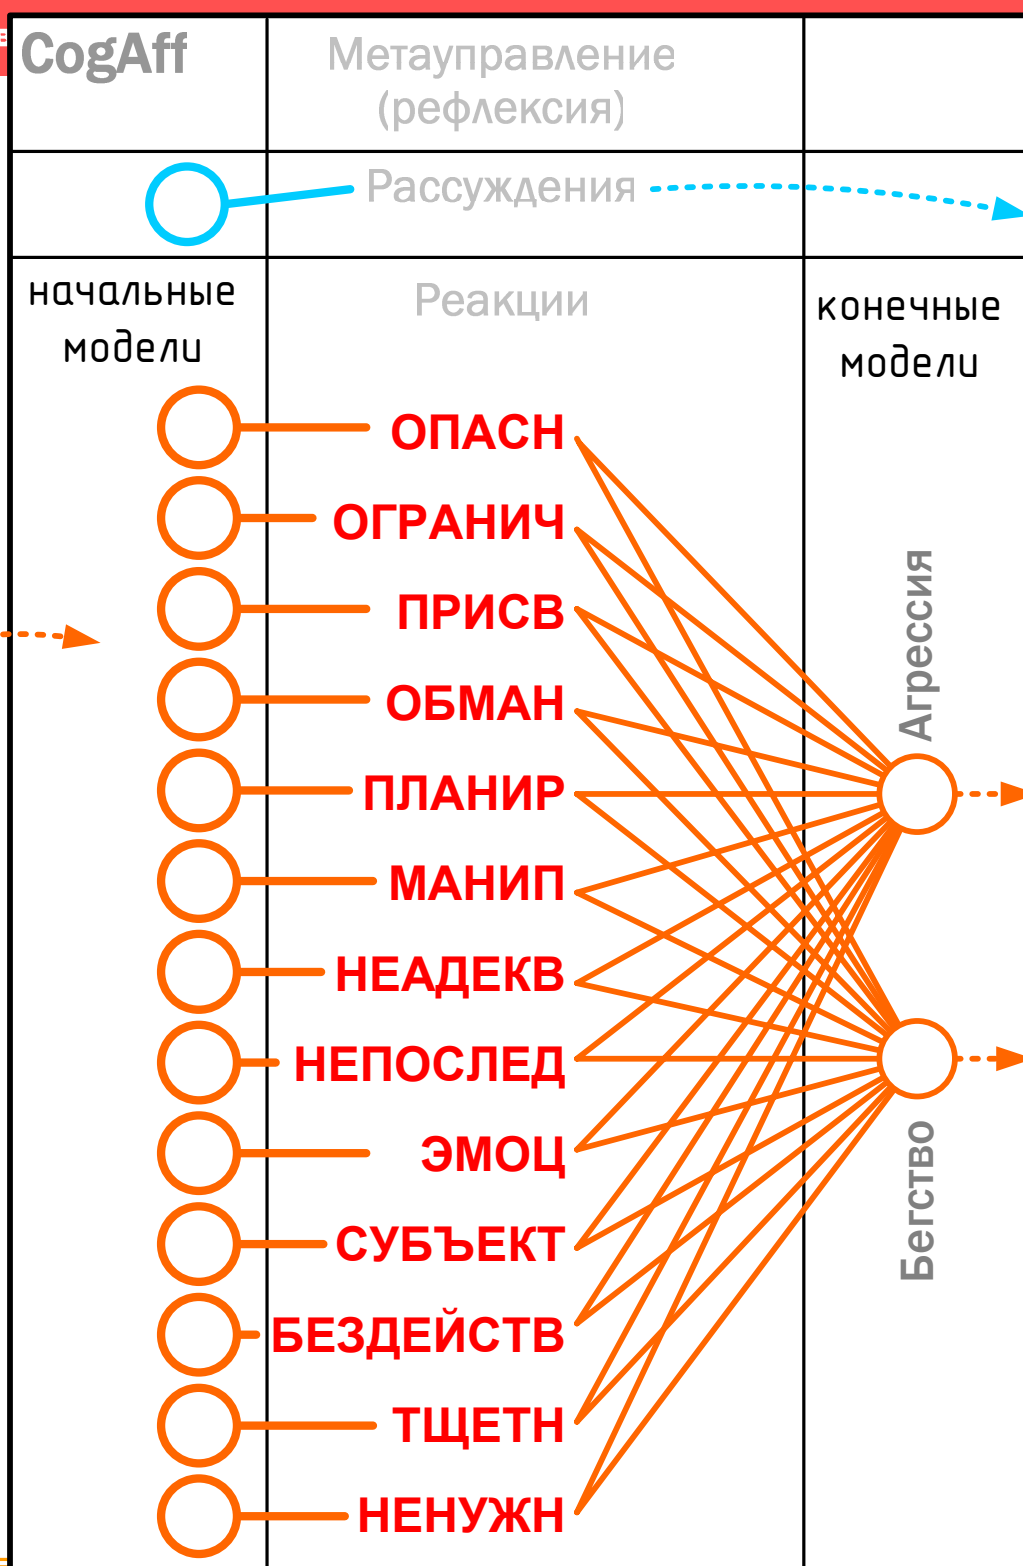 CogAff
Метауправление
(рефлексия)
Рассуждения
начальные
модели
Реакции
конечные
модели
ОПАСН
ОГРАНИЧ
ПРИСВ
ОБМАН
ПЛАНИР
МАНИП
НЕАДЕКВ
НЕПОСЛЕД
ЭМОЦ
СУБЪЕКТ
БЕЗДЕЙСТВ
ТЩЕТН
НЕНУЖН
Агрессия
Бегство